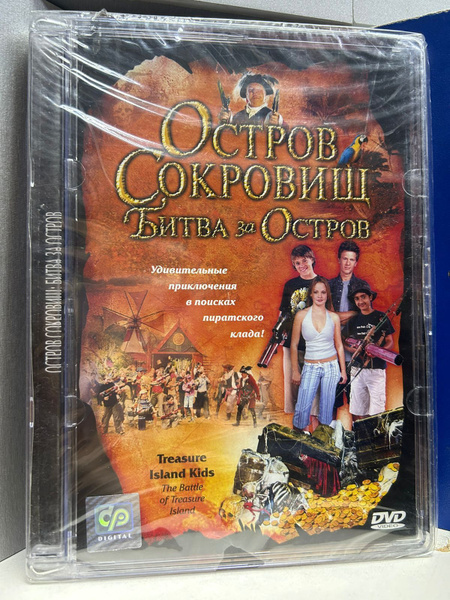 Остров
Сокровищ
Битва за Остров
Удивительные
приключения
в поисках
пиратского
клада!
Treasure
Island Kids
The Battle
of Treasure
Island
CP
DIGITAL
DVD
VIDEO
ОСТРОВ СОКРОВИЩ: БИТВА ЗА ОСТРОВ